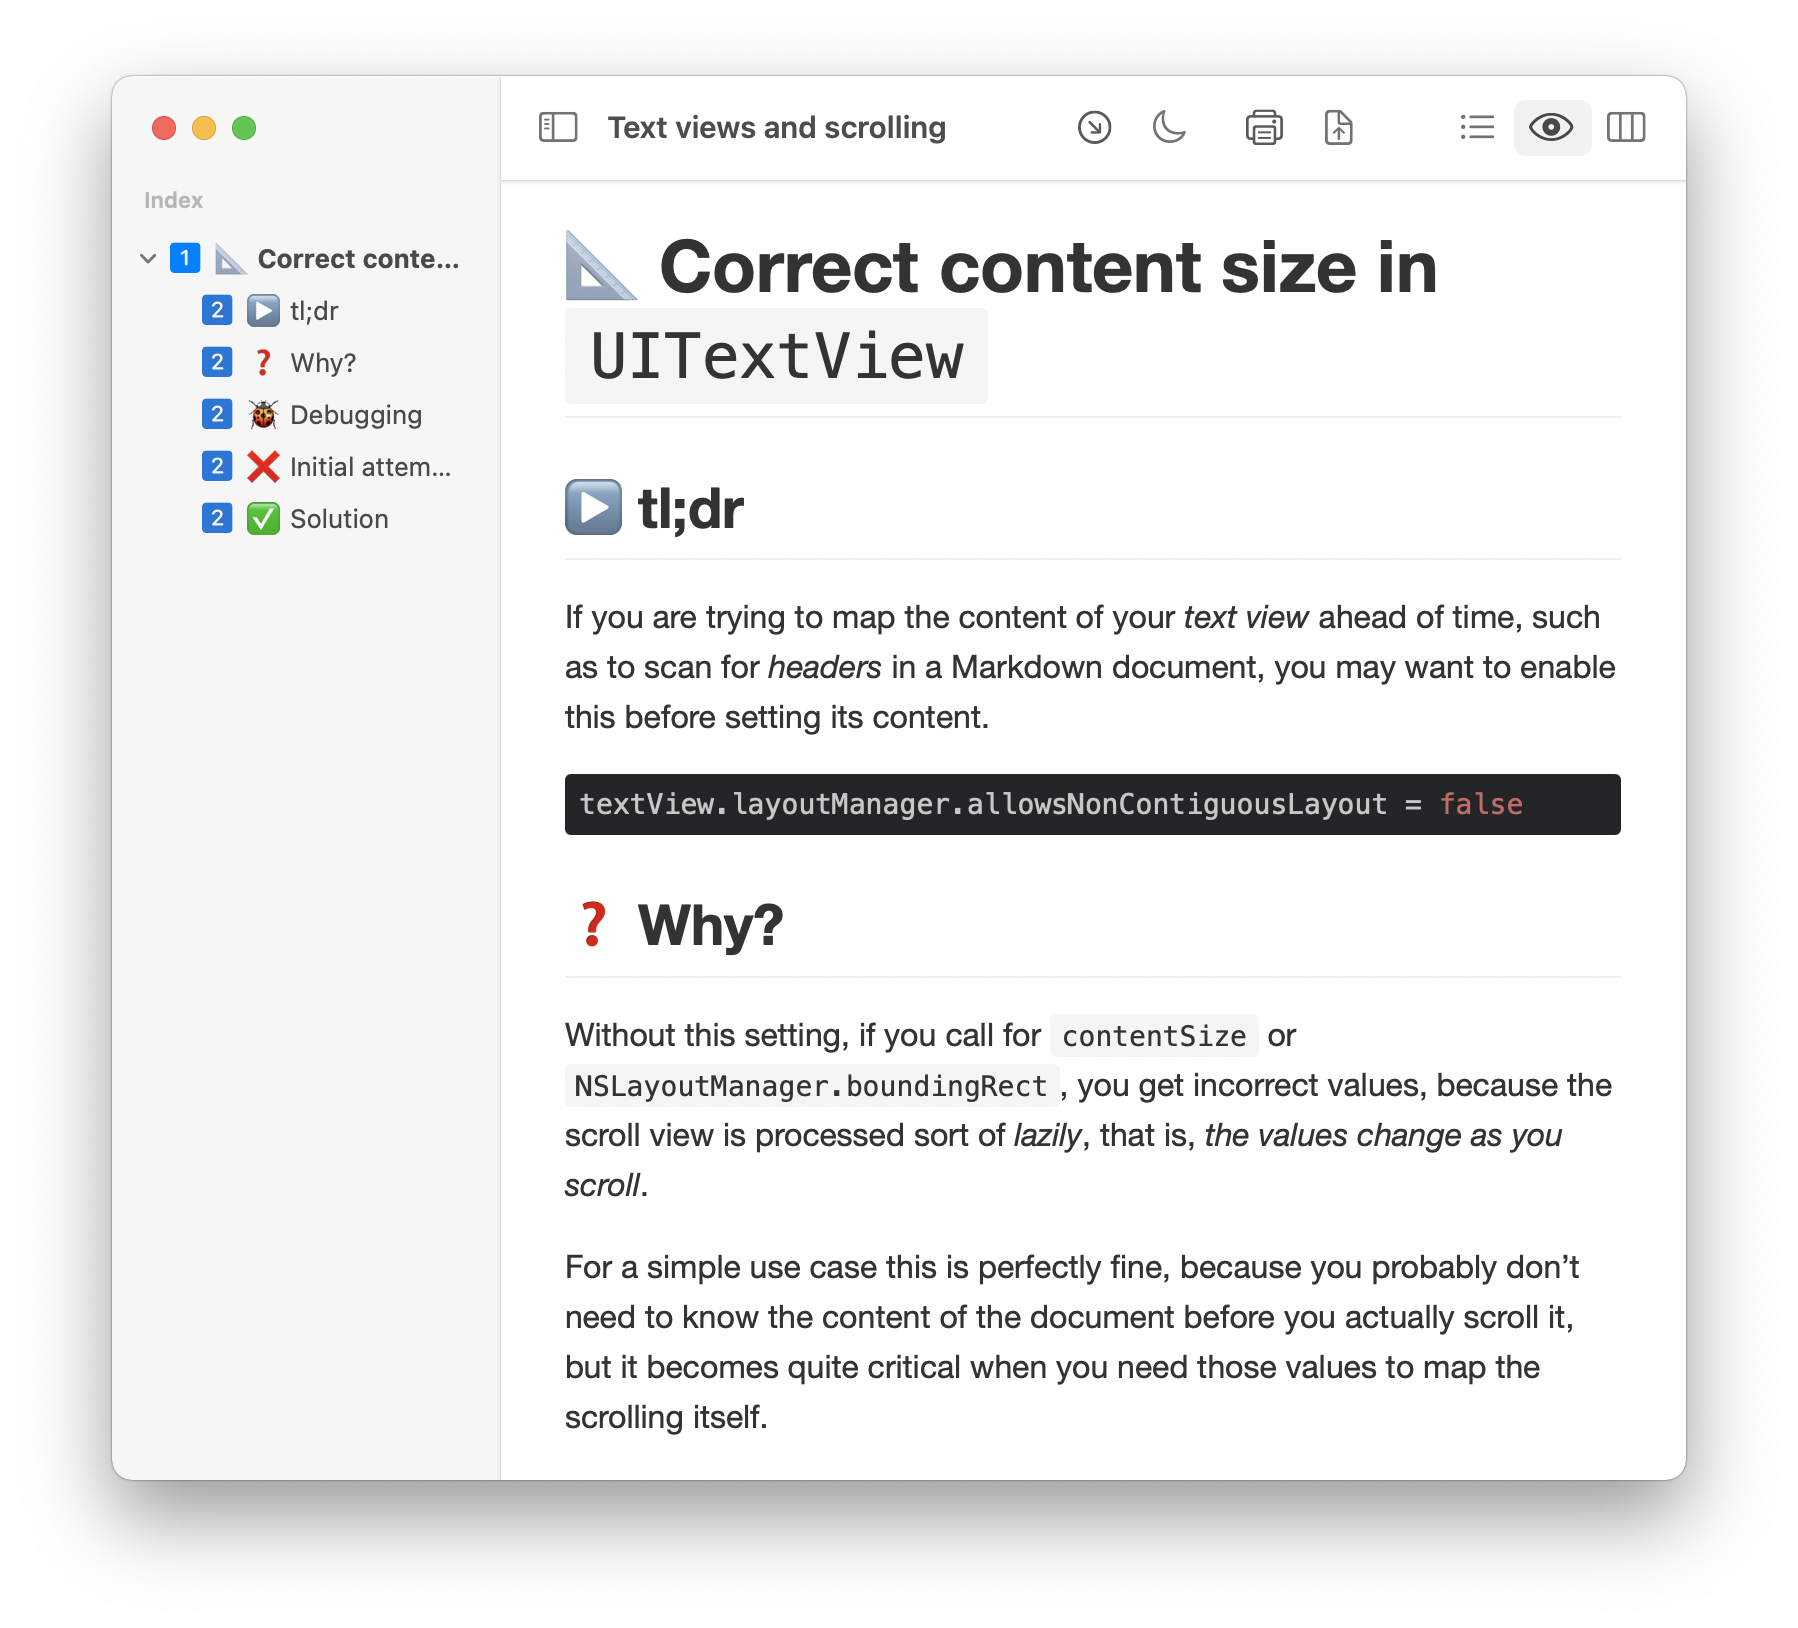 Text views and scrolling
Index
1 📐 Correct conte...
2 ▶️ tl;dr
2 ❓ Why?
2 🐞 Debugging
2 ❌ Initial attem...
2 ✅ Solution
📐 Correct content size in
UITextView
▶️ tl;dr
If you are trying to map the content of your text view ahead of time, such
as to scan for headers in a Markdown document, you may want to enable
this before setting its content.
textView.layoutManager.allowsNonContiguousLayout = false
❓ Why?
Without this setting, if you call for contentSize or
NSLayoutManager.boundingRect, you get incorrect values, because the
scroll view is processed sort of lazily, that is, the values change as you
scroll.
For a simple use case this is perfectly fine, because you probably don’t
need to know the content of the document before you actually scroll it,
but it becomes quite critical when you need those values to map the
scrolling itself.